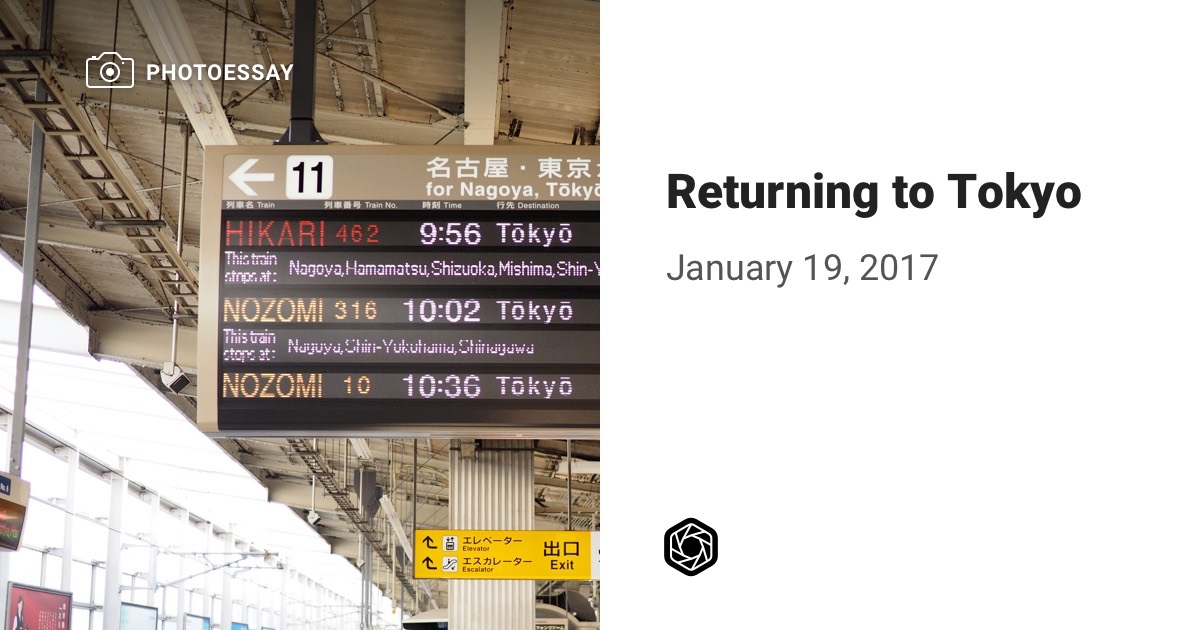 PHOTOESSAY
11 名古屋・東京
for Nagoya, Tōkyō
列車名 Train 列車番号 Train No. 時刻 Time 行先 Destination
HIKARI 462 9:56 Tōkyō
This train stops at: Nagoya,Hamamatsu,Shizuoka,Mishima,Shin-Y
NOZOMI 316 10:02 Tōkyō
This train stops at: Nagoya,Shin-Yokohama,Shinagawa
NOZOMI 10 10:36 Tōkyō
エレベーター
Elevator
エスカレーター
Escalator
出口
Exit
Returning to Tokyo
January 19, 2017